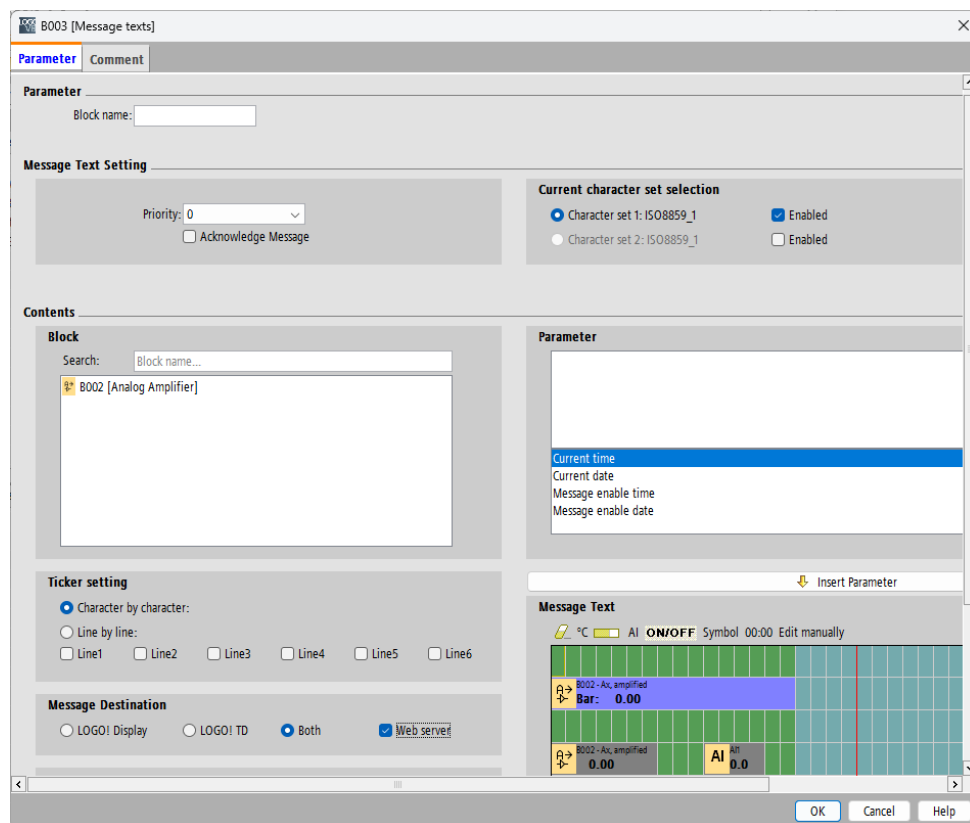 B003 [Message texts]
Parameter Comment
Parameter
Block name:
Message Text Setting
Priority: 0
Acknowledge Message
Current character set selection
Character set 1: ISO8859_1 Enabled
Character set 2: ISO8859_1 Enabled
Contents
Block
Search: Block name...
B002 [Analog Amplifier]
Parameter
Current time
Current date
Message enable time
Message enable date
Ticker setting
Character by character:
Line by line:
Line1 Line2 Line3 Line4 Line5 Line6
Message Destination
LOGO! Display LOGO! TD Both Web server
Insert Parameter
Message Text
°C AI ON/OFF Symbol 00:00 Edit manually
B002 - Ax, amplified
Bar: 0.00
B002 - Ax, amplified
0.00
AI AI1
0.0
OK Cancel Help